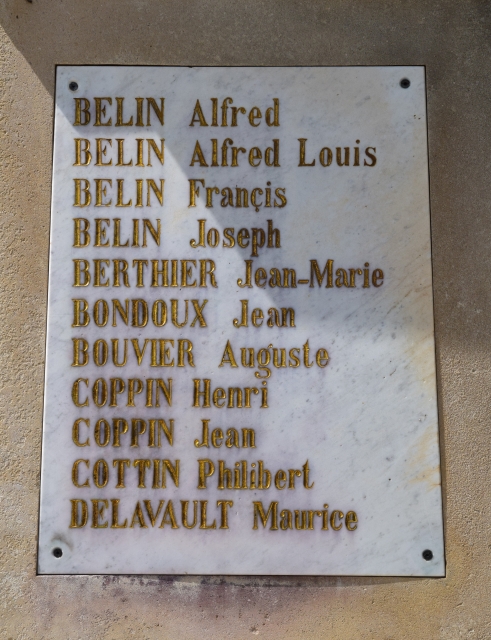 BELIN Alfred
BELIN Alfred Louis
BELIN Françis
BELIN Joseph
BERTHIER Jean-Marie
BONDOUX Jean
BOUVIER Auguste
COPPIN Henri
COPPIN Jean
COTTIN Philibert
DELAVAULT Maurice